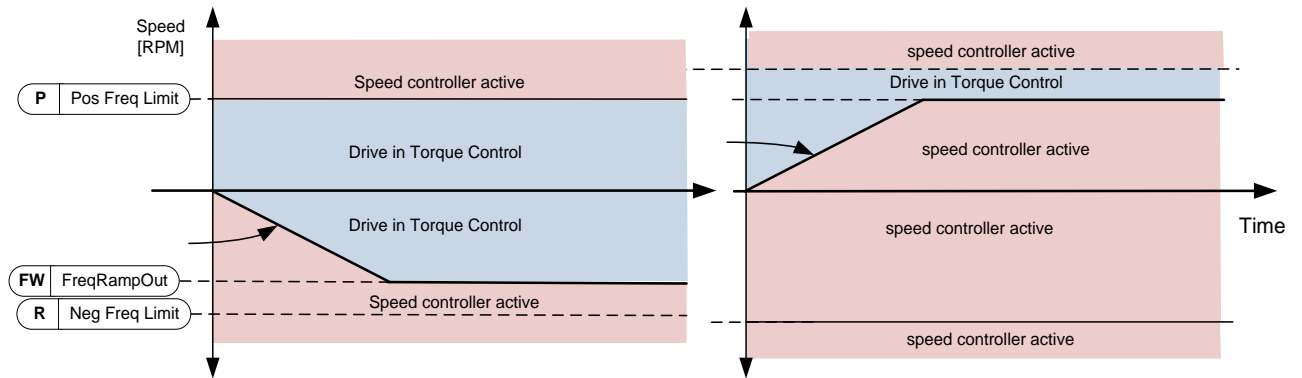 Speed
[RPM]
Speed controller active
P Pos Freq Limit
Drive in Torque Control
Drive in Torque Control
FW FreqRampOut
Speed controller active
R Neg Freq Limit
speed controller active
Drive in Torque Control
speed controller active
speed controller active
Time
speed controller active